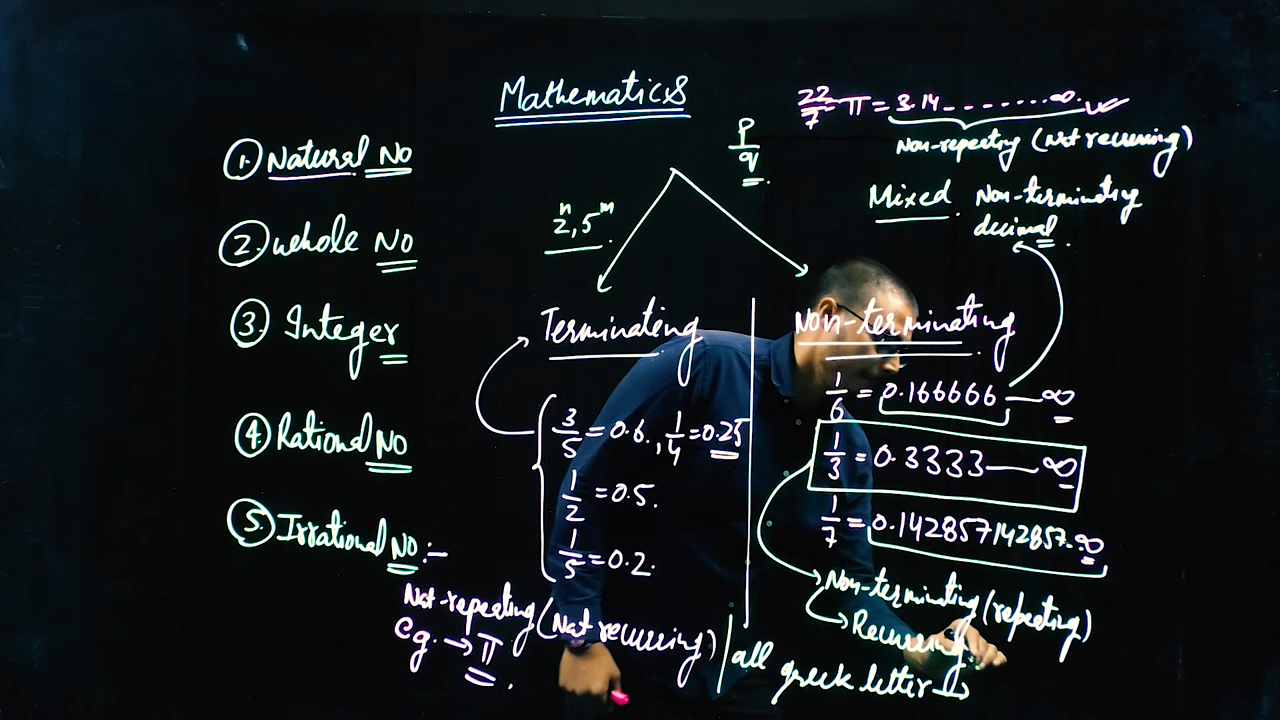 Mathematics
① Natural No
② whole No
③ Integer
④ Rational No
⑤ Irrational No :-
Not-repeating (Not recurring)
eg. → π
all greek letter →
p/q
2ⁿ, 5ᵐ.
Terminating
3/5 = 0.6, 1/4 = 0.25
1/2 = 0.5.
1/5 = 0.2.
22/7 π = 3.14 - - - - - - ... ∞. ✓
Non-repeting (Not recurring)
Mixed. Non-terminating
decimal.
Non-terminating
1/6 = 0.166666 — ∞
1/3 = 0.3333 — ∞
1/7 = 0.142857142857-∞
Non-terminating (repeting)
Recurring